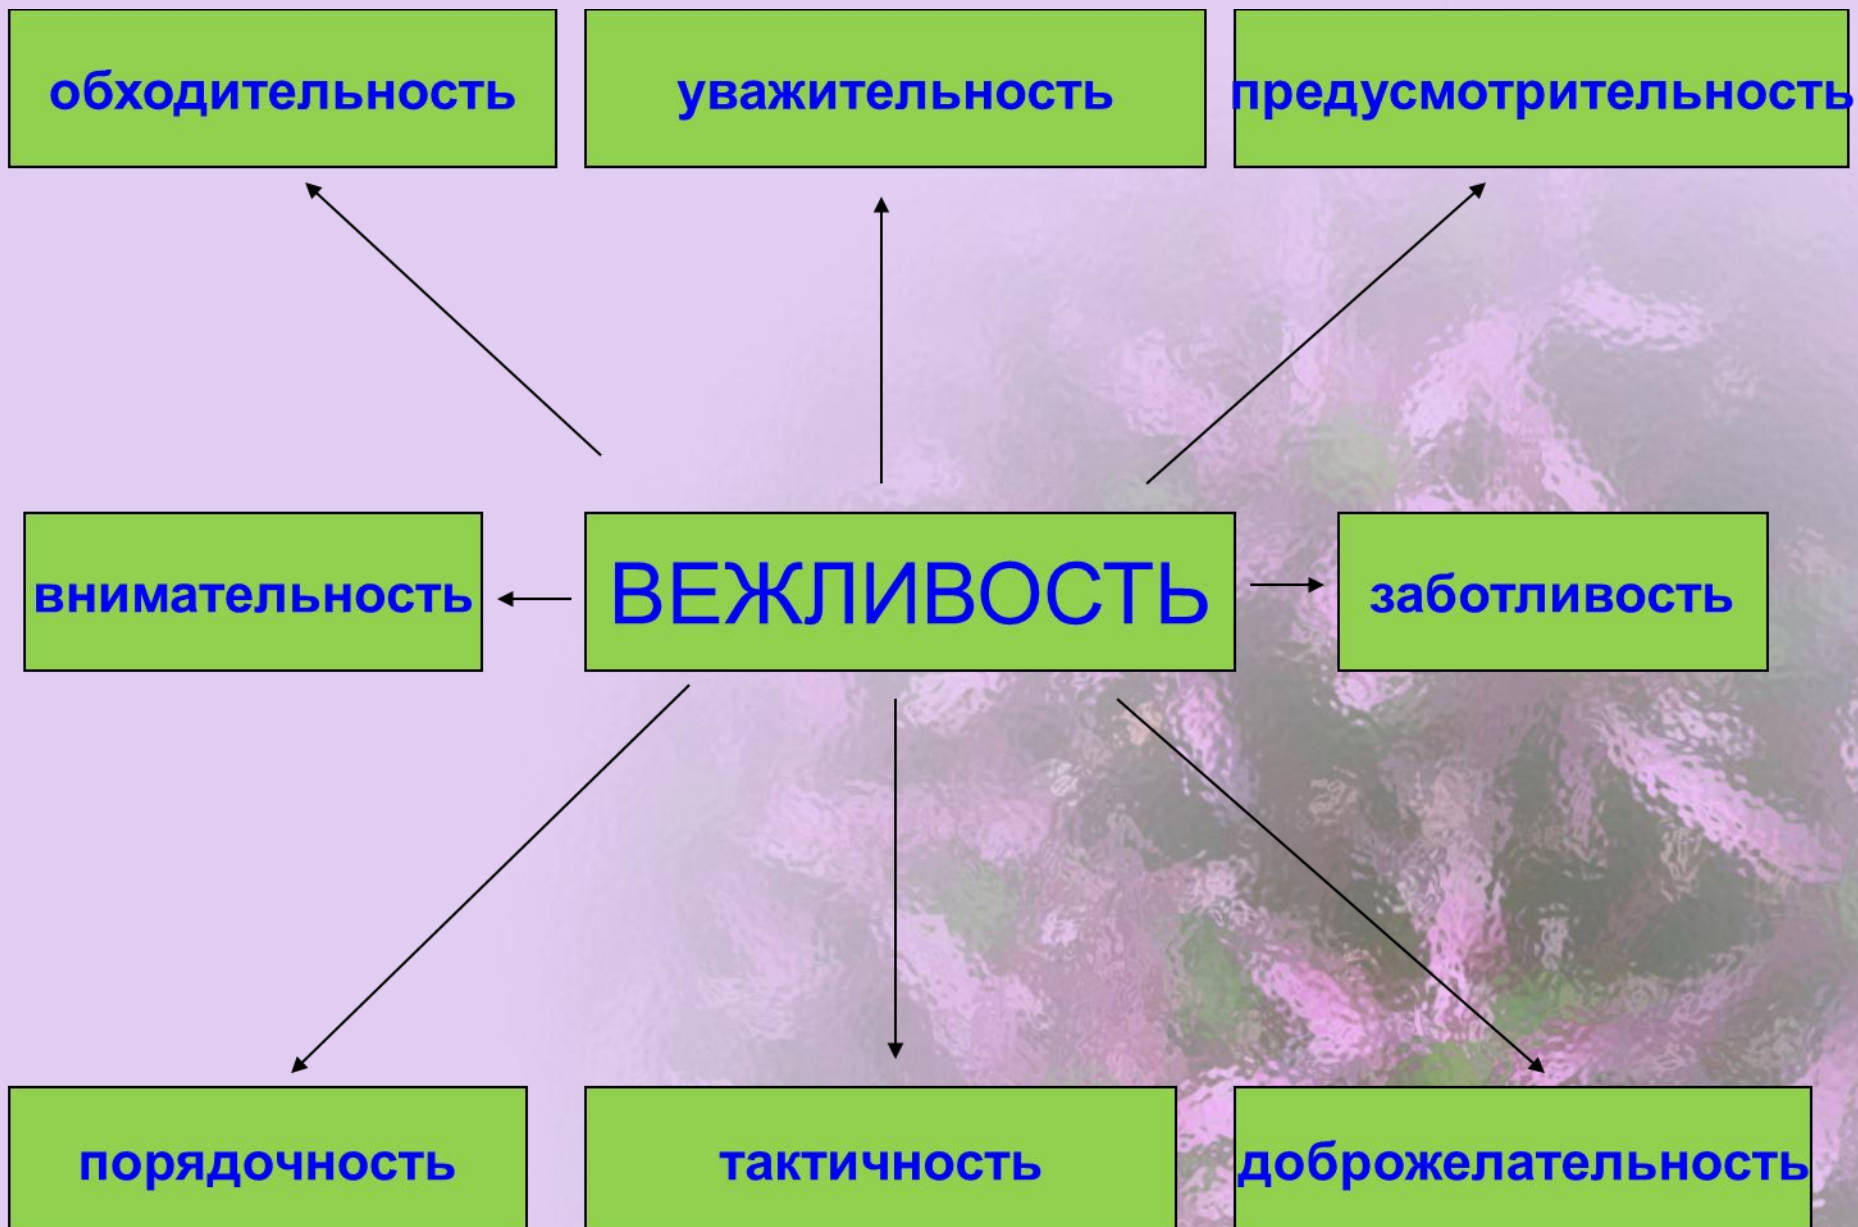 обходительность
уважительность
предусмотрительность
внимательность
ВЕЖЛИВОСТЬ
заботливость
порядочность
тактичность
доброжелательность